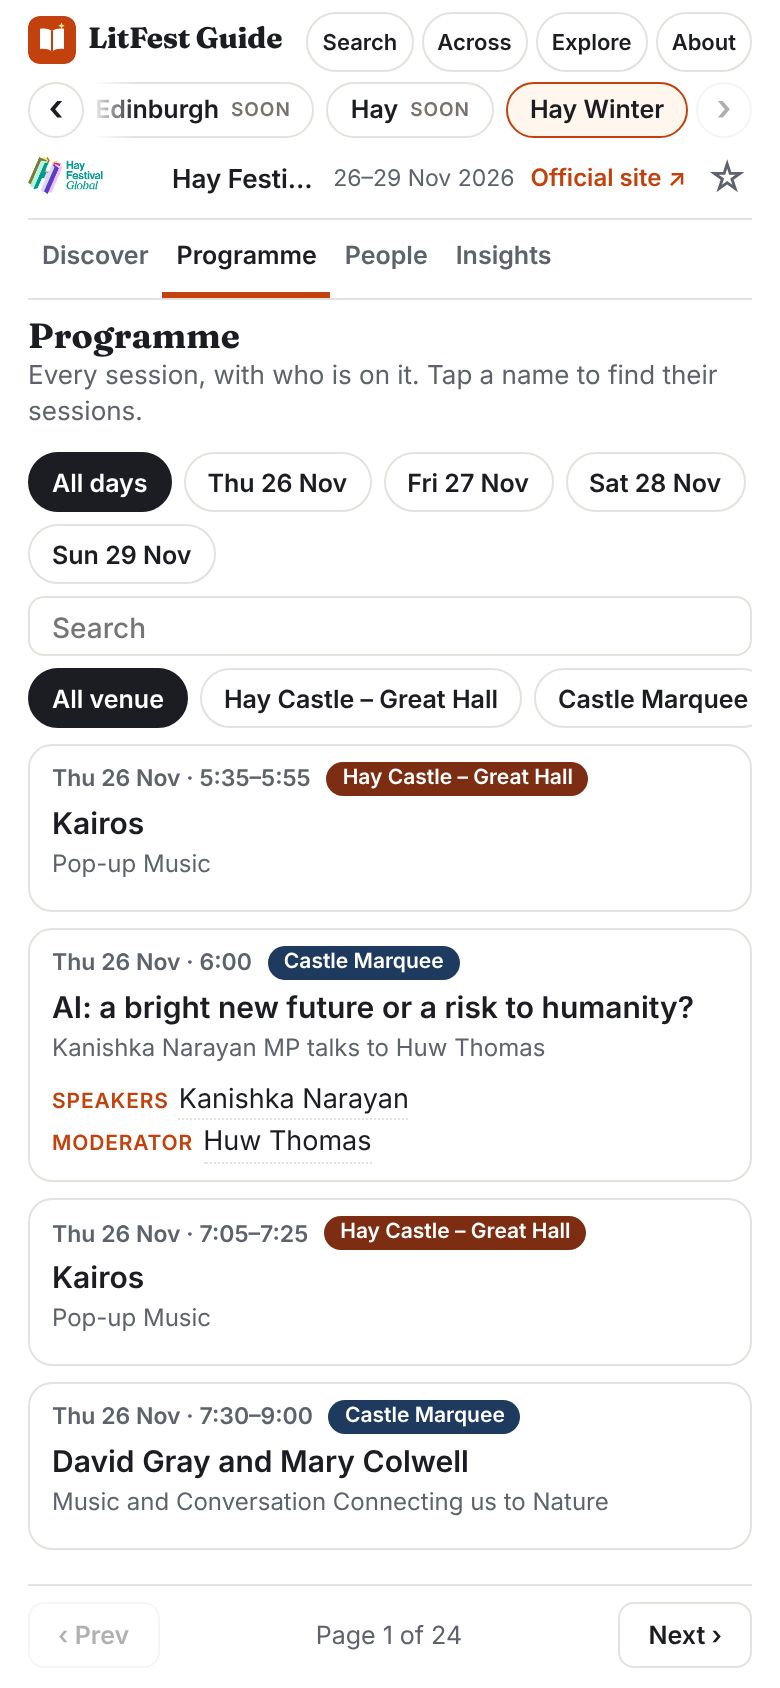 LitFest Guide Search Across Explore About
‹ Edinburgh SOON Hay SOON Hay Winter ›
Hay Festival Global Hay Festi... 26–29 Nov 2026 Official site ↗ ☆
Discover Programme People Insights
Programme
Every session, with who is on it. Tap a name to find their
sessions.
All days Thu 26 Nov Fri 27 Nov Sat 28 Nov
Sun 29 Nov
Search
All venue Hay Castle – Great Hall Castle Marquee
Thu 26 Nov · 5:35–5:55 Hay Castle – Great Hall
Kairos
Pop-up Music
Thu 26 Nov · 6:00 Castle Marquee
AI: a bright new future or a risk to humanity?
Kanishka Narayan MP talks to Huw Thomas
SPEAKERS Kanishka Narayan
MODERATOR Huw Thomas
Thu 26 Nov · 7:05–7:25 Hay Castle – Great Hall
Kairos
Pop-up Music
Thu 26 Nov · 7:30–9:00 Castle Marquee
David Gray and Mary Colwell
Music and Conversation Connecting us to Nature
‹ Prev Page 1 of 24 Next ›